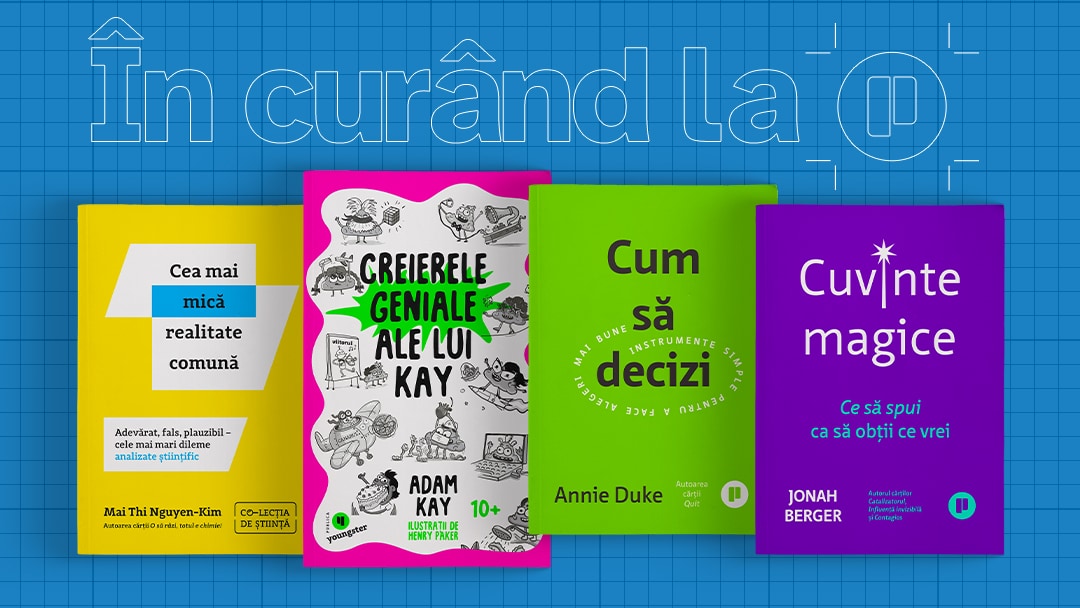 În curând la
Cea mai
mică
realitate
comună
Adevărat, fals, plauzibil –
cele mai mari dileme
analizate științific
Mai Thi Nguyen-Kim
Autoarea cărții O să râzi, totul e chimie!
CO-LECȚIA
DE ȘTIINȚĂ
CREIERELE
GENIALE
ALE LUI
KAY
viitorul
ADAM
KAY
ILUSTRAȚII DE
HENRY PAKER
10+
PUBLICA
youngster
Cum
să
decizi
INSTRUMENTE SIMPLE PENTRU A FACE ALEGERI MAI BUNE
Annie Duke
Autoarea
cărții
Quit
Cuvinte
magice
Ce să spui
ca să obții ce vrei
JONAH
BERGER
Autorul cărților
Catalizatorul,
Influența invizibilă
și Contagios